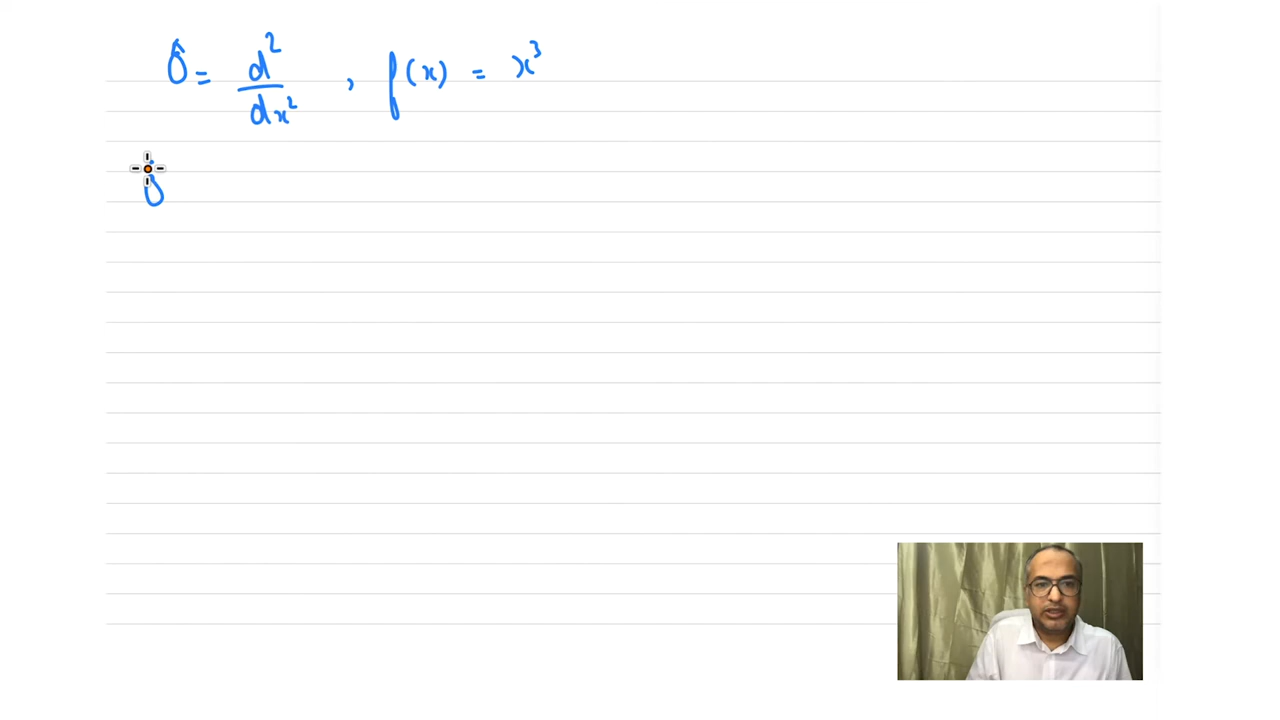 Ô = d²/dx² , f(x) = x³
O